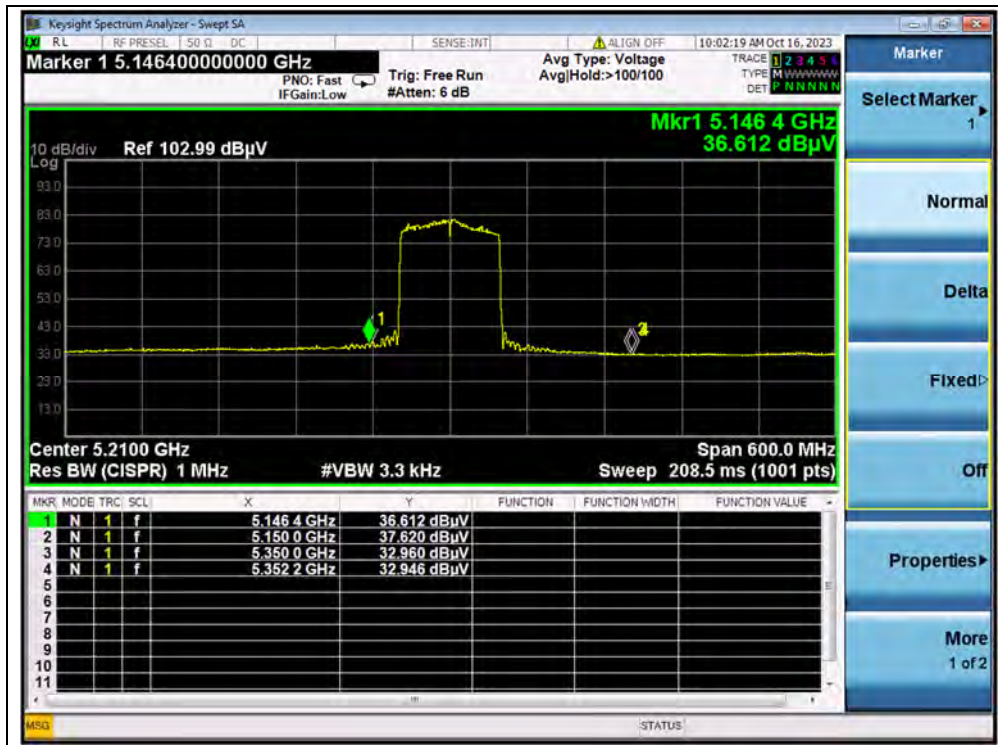 Keysight Spectrum Analyzer - Swept SA
LXI RL RF PRESEL 50 Ω DC SENSE:INT ALIGN OFF 10:02:19 AM Oct 16, 2023
Marker 1 5.146400000000 GHz
PNO: Fast
IFGain:Low
Trig: Free Run
#Atten: 6 dB
Avg Type: Voltage
Avg|Hold:>100/100
TRACE 1 2 3 4 5 6
TYPE M WWWWW
DET P N N N N N
Mkr1 5.146 4 GHz
36.612 dBµV
10 dB/div Ref 102.99 dBµV
Log
93.0
83.0
73.0
63.0
53.0
43.0
33.0
23.0
13.0
1
Center 5.2100 GHz Span 600.0 MHz
Res BW (CISPR) 1 MHz #VBW 3.3 kHz Sweep 208.5 ms (1001 pts)
MKR MODE TRC SCL X Y FUNCTION FUNCTION WIDTH FUNCTION VALUE
1 N 1 f 5.146 4 GHz 36.612 dBµV
2 N 1 f 5.150 0 GHz 37.620 dBµV
3 N 1 f 5.350 0 GHz 32.960 dBµV
4 N 1 f 5.352 2 GHz 32.946 dBµV
5
6
7
8
9
10
11
MSG STATUS
Marker
Select Marker
1
Normal
Delta
Fixed
Off
Properties
More
1 of 2